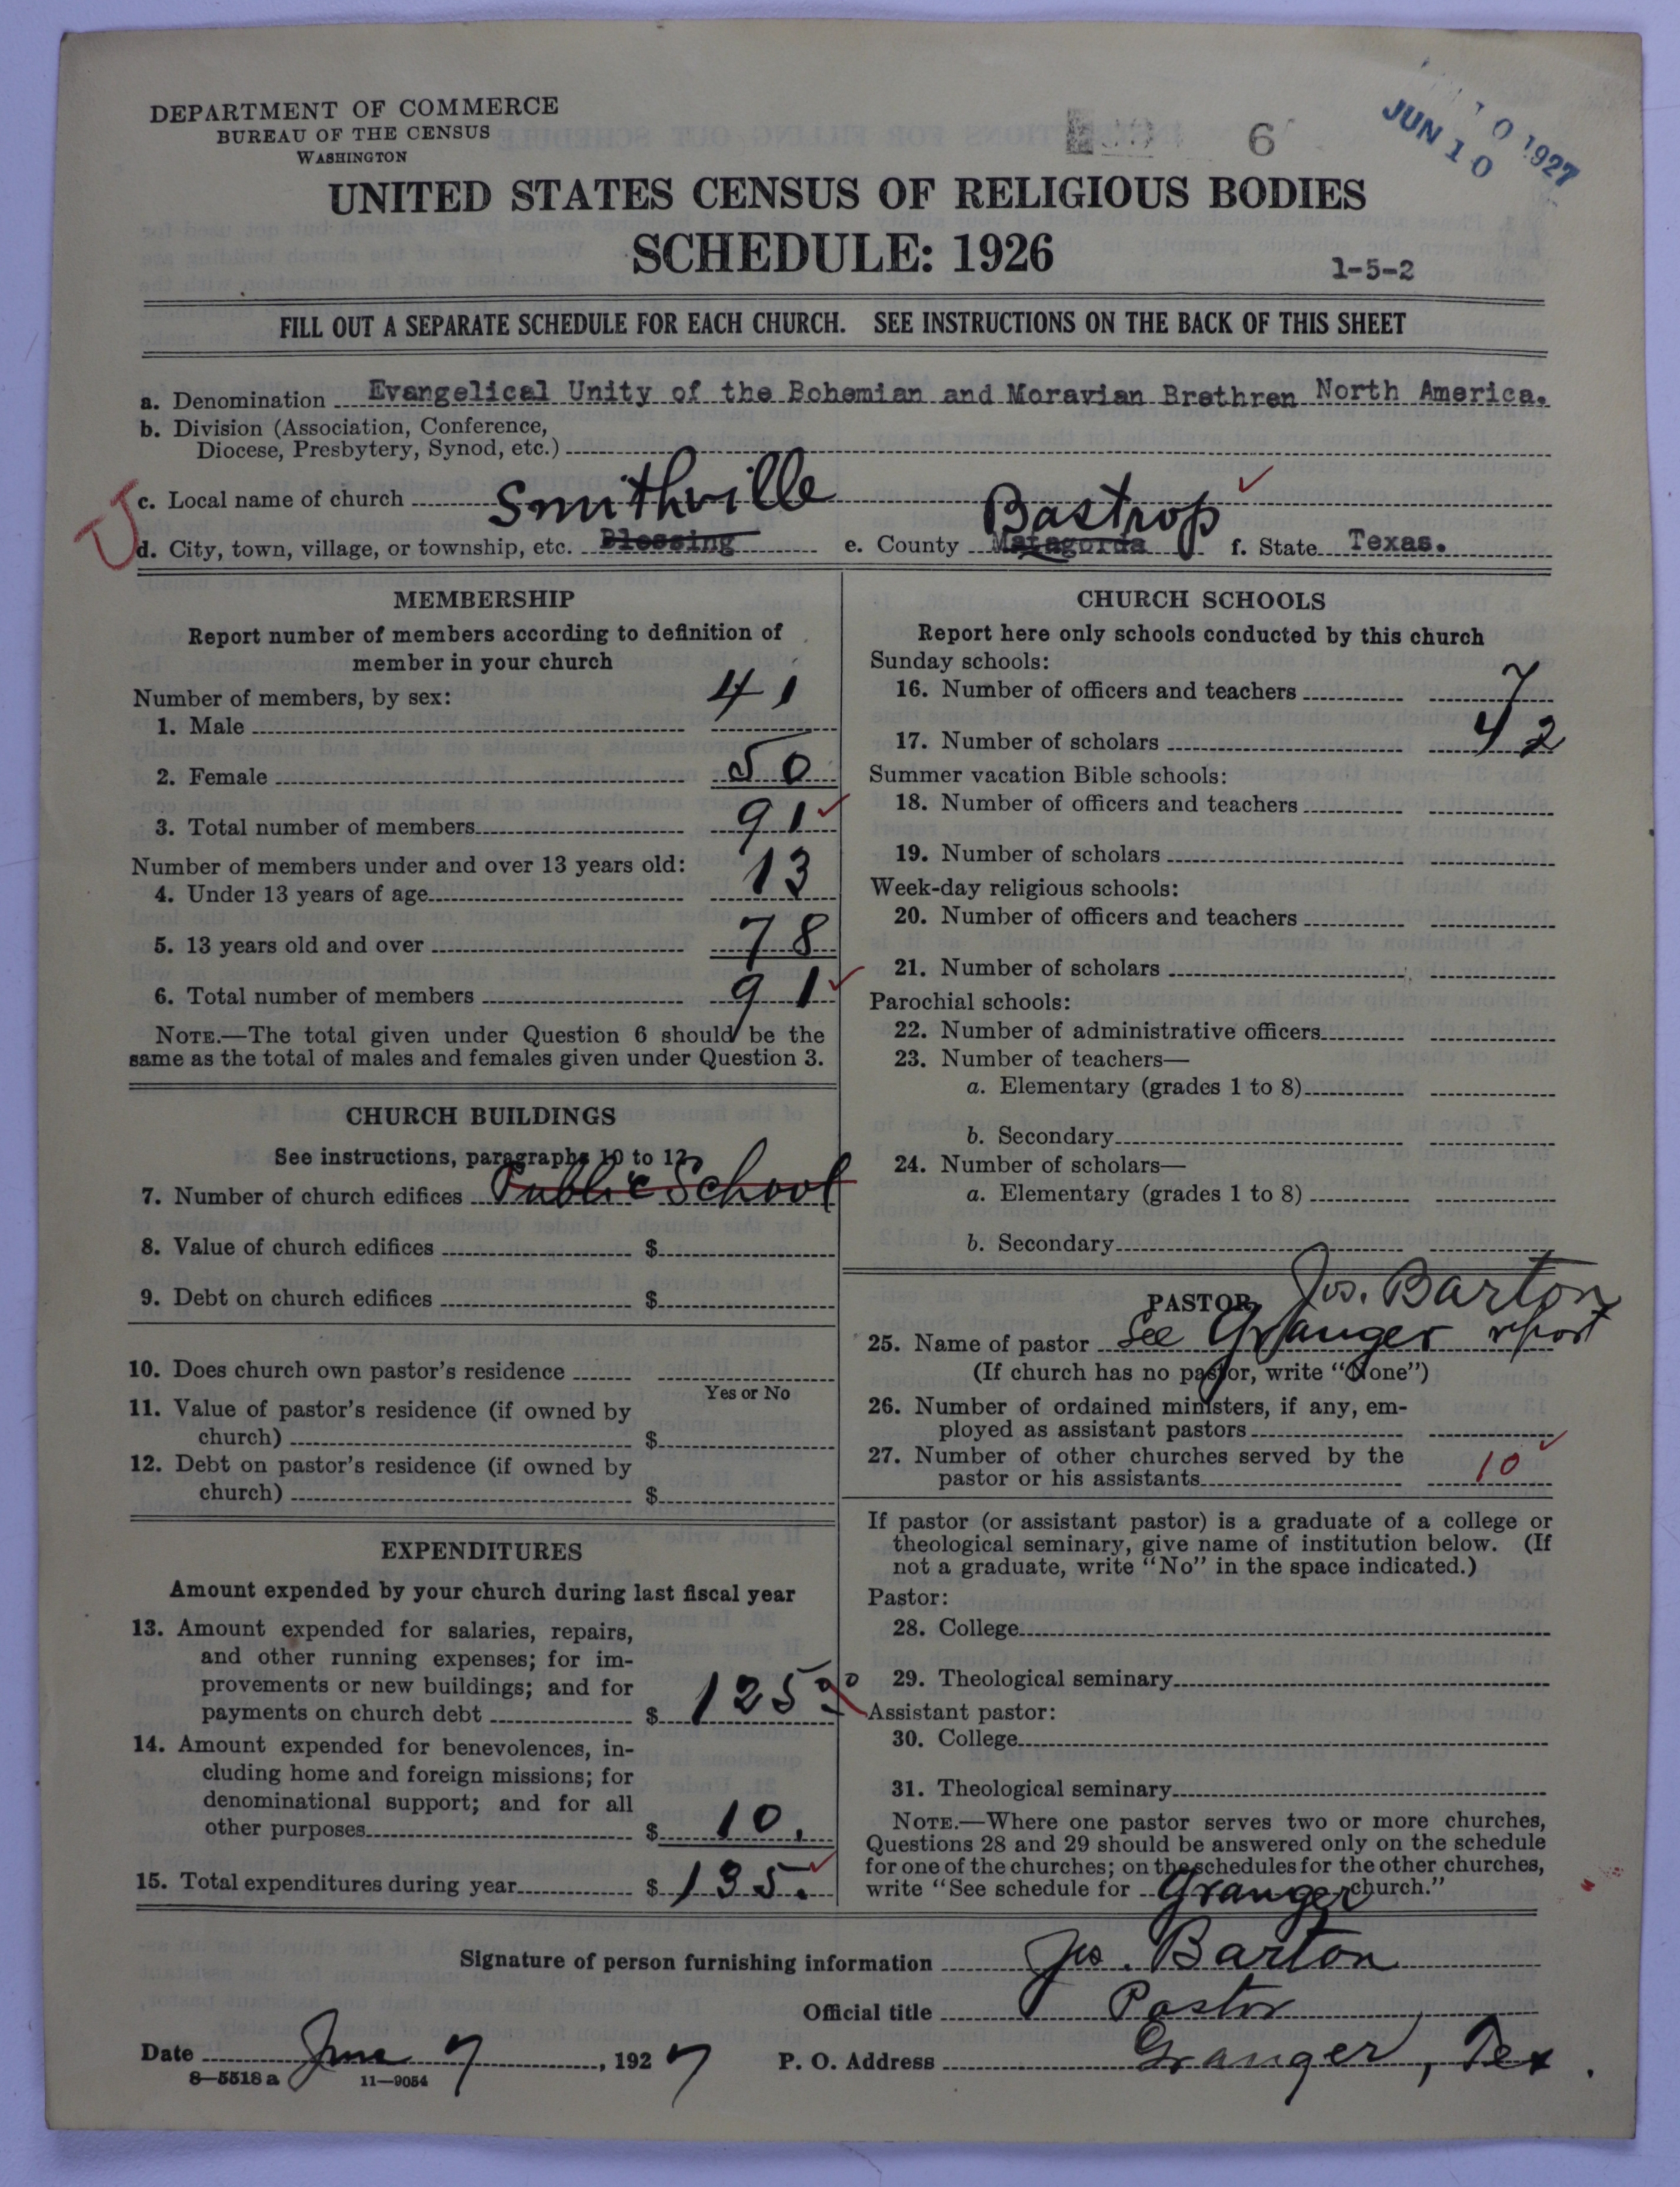 DEPARTMENT OF COMMERCE
BUREAU OF THE CENSUS
WASHINGTON
6
JUN 10 1927
JUN 10
UNITED STATES CENSUS OF RELIGIOUS BODIES
SCHEDULE: 1926
1-5-2
FILL OUT A SEPARATE SCHEDULE FOR EACH CHURCH. SEE INSTRUCTIONS ON THE BACK OF THIS SHEET
a. Denomination Evangelical Unity of the Bohemian and Moravian Brethren North America.
b. Division (Association, Conference,
Diocese, Presbytery, Synod, etc.)
c. Local name of church Smithville
d. City, town, village, or township, etc. Blessing e. County Matagorda Bastrop f. State Texas.
MEMBERSHIP
Report number of members according to definition of
member in your church
Number of members, by sex:
1. Male 41
2. Female 50
3. Total number of members 91
Number of members under and over 13 years old:
4. Under 13 years of age 13
5. 13 years old and over 78
6. Total number of members 91
NOTE.—The total given under Question 6 should be the
same as the total of males and females given under Question 3.
CHURCH BUILDINGS
See instructions, paragraphs 10 to 12
7. Number of church edifices Public School
8. Value of church edifices $
9. Debt on church edifices $
10. Does church own pastor's residence
Yes or No
11. Value of pastor's residence (if owned by
church) $
12. Debt on pastor's residence (if owned by
church) $
EXPENDITURES
Amount expended by your church during last fiscal year
13. Amount expended for salaries, repairs,
and other running expenses; for im-
provements or new buildings; and for
payments on church debt $ 125.00
14. Amount expended for benevolences, in-
cluding home and foreign missions; for
denominational support; and for all
other purposes $ 10.
15. Total expenditures during year $ 135.
CHURCH SCHOOLS
Report here only schools conducted by this church
Sunday schools:
16. Number of officers and teachers 7
17. Number of scholars 42
Summer vacation Bible schools:
18. Number of officers and teachers
19. Number of scholars
Week-day religious schools:
20. Number of officers and teachers
21. Number of scholars
Parochial schools:
22. Number of administrative officers
23. Number of teachers—
a. Elementary (grades 1 to 8)
b. Secondary
24. Number of scholars—
a. Elementary (grades 1 to 8)
b. Secondary
PASTOR Jos. Barton
25. Name of pastor See Granger report
(If church has no pastor, write "None")
26. Number of ordained ministers, if any, em-
ployed as assistant pastors
27. Number of other churches served by the
pastor or his assistants 10
If pastor (or assistant pastor) is a graduate of a college or
theological seminary, give name of institution below. (If
not a graduate, write "No" in the space indicated.)
Pastor:
28. College
29. Theological seminary
Assistant pastor:
30. College
31. Theological seminary
NOTE.—Where one pastor serves two or more churches,
Questions 28 and 29 should be answered only on the schedule
for one of the churches; on the schedules for the other churches,
write "See schedule for Granger church."
Signature of person furnishing information Jos. Barton
Official title Pastor
Date June 7, 1927 P. O. Address Granger, Tex.
8—5518 a 11—9054